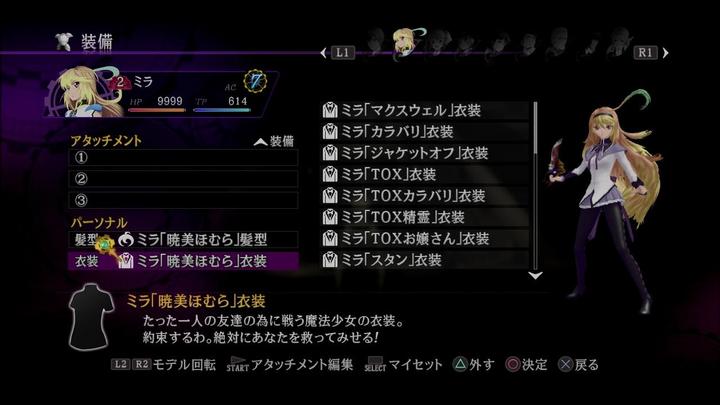 装備
L1
R1
2 ミラ
AC 7
HP 9999 TP 614
アタッチメント
装備
①
②
③
パーソナル
髪型 ミラ「暁美ほむら」髪型
衣装 ミラ「暁美ほむら」衣装
ミラ「マクスウェル」衣装
ミラ「カラバリ」衣装
ミラ「ジャケットオフ」衣装
ミラ「TOX」衣装
ミラ「TOXカラバリ」衣装
ミラ「TOX精霊」衣装
ミラ「TOXお嬢さん」衣装
ミラ「スタン」衣装
ミラ「暁美ほむら」衣装
たった一人の友達の為に戦う魔法少女の衣装。
約束するわ。絶対にあなたを救ってみせる!
L2 R2 モデル回転 START アタッチメント編集 SELECT マイセット 外す 決定 戻る